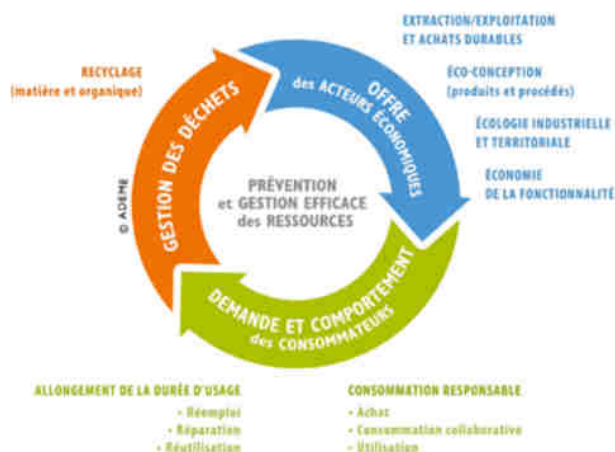 EXTRACTION/EXPLOITATION
ET ACHATS DURABLES
RECYCLAGE
(matière et organique)
ÉCO-CONCEPTION
(produits et procédés)
ÉCOLOGIE INDUSTRIELLE
ET TERRITORIALE
ÉCONOMIE
DE LA FONCTIONNALITÉ
OFFRE
des ACTEURS ÉCONOMIQUES
GESTION DES DÉCHETS
© ADEME
PRÉVENTION
et GESTION EFFICACE
des RESSOURCES
DEMANDE ET COMPORTEMENT
des CONSOMMATEURS
ALLONGEMENT DE LA DURÉE D'USAGE
• Réemploi
• Réparation
• Réutilisation
CONSOMMATION RESPONSABLE
• Achat
• Consommation collaborative
• Utilisation